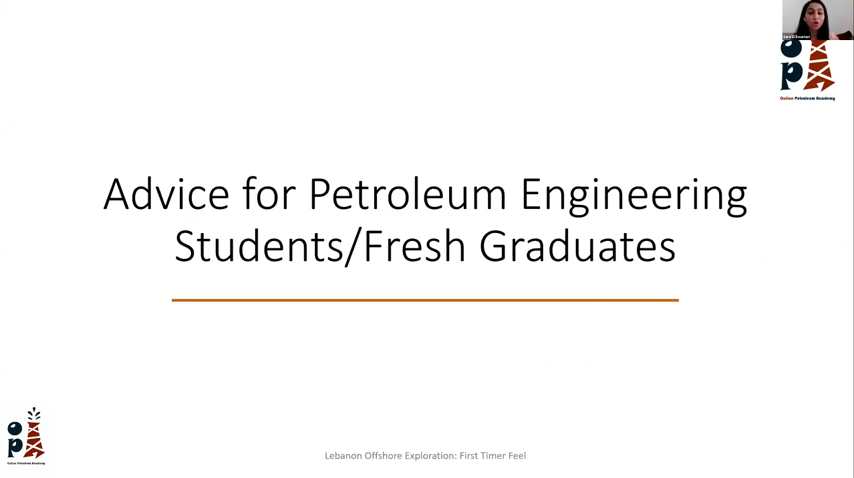 Online Petroleum Academy
Advice for Petroleum Engineering
Students/Fresh Graduates
Online Petroleum Academy
Lebanon Offshore Exploration: First Timer Feel